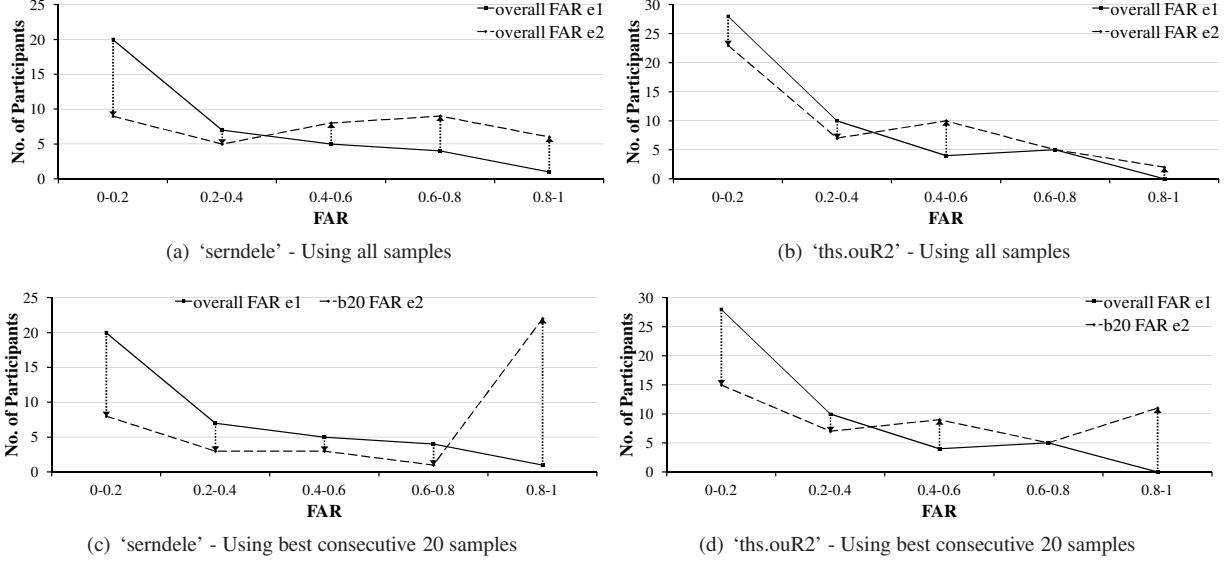 No. of Participants
25
20
15
10
5
0
overall FAR e1
overall FAR e2
0-0.2 0.2-0.4 0.4-0.6 0.6-0.8 0.8-1
FAR
(a) ‘serndele’ - Using all samples
No. of Participants
30
25
20
15
10
5
0
overall FAR e1
overall FAR e2
0-0.2 0.2-0.4 0.4-0.6 0.6-0.8 0.8-1
FAR
(b) ‘ths.ouR2’ - Using all samples
No. of Participants
25
20
15
10
5
0
overall FAR e1 b20 FAR e2
0-0.2 0.2-0.4 0.4-0.6 0.6-0.8 0.8-1
FAR
(c) ‘serndele’ - Using best consecutive 20 samples
No. of Participants
30
25
20
15
10
5
0
overall FAR e1
b20 FAR e2
0-0.2 0.2-0.4 0.4-0.6 0.6-0.8 0.8-1
FAR
(d) ‘ths.ouR2’ - Using best consecutive 20 samples